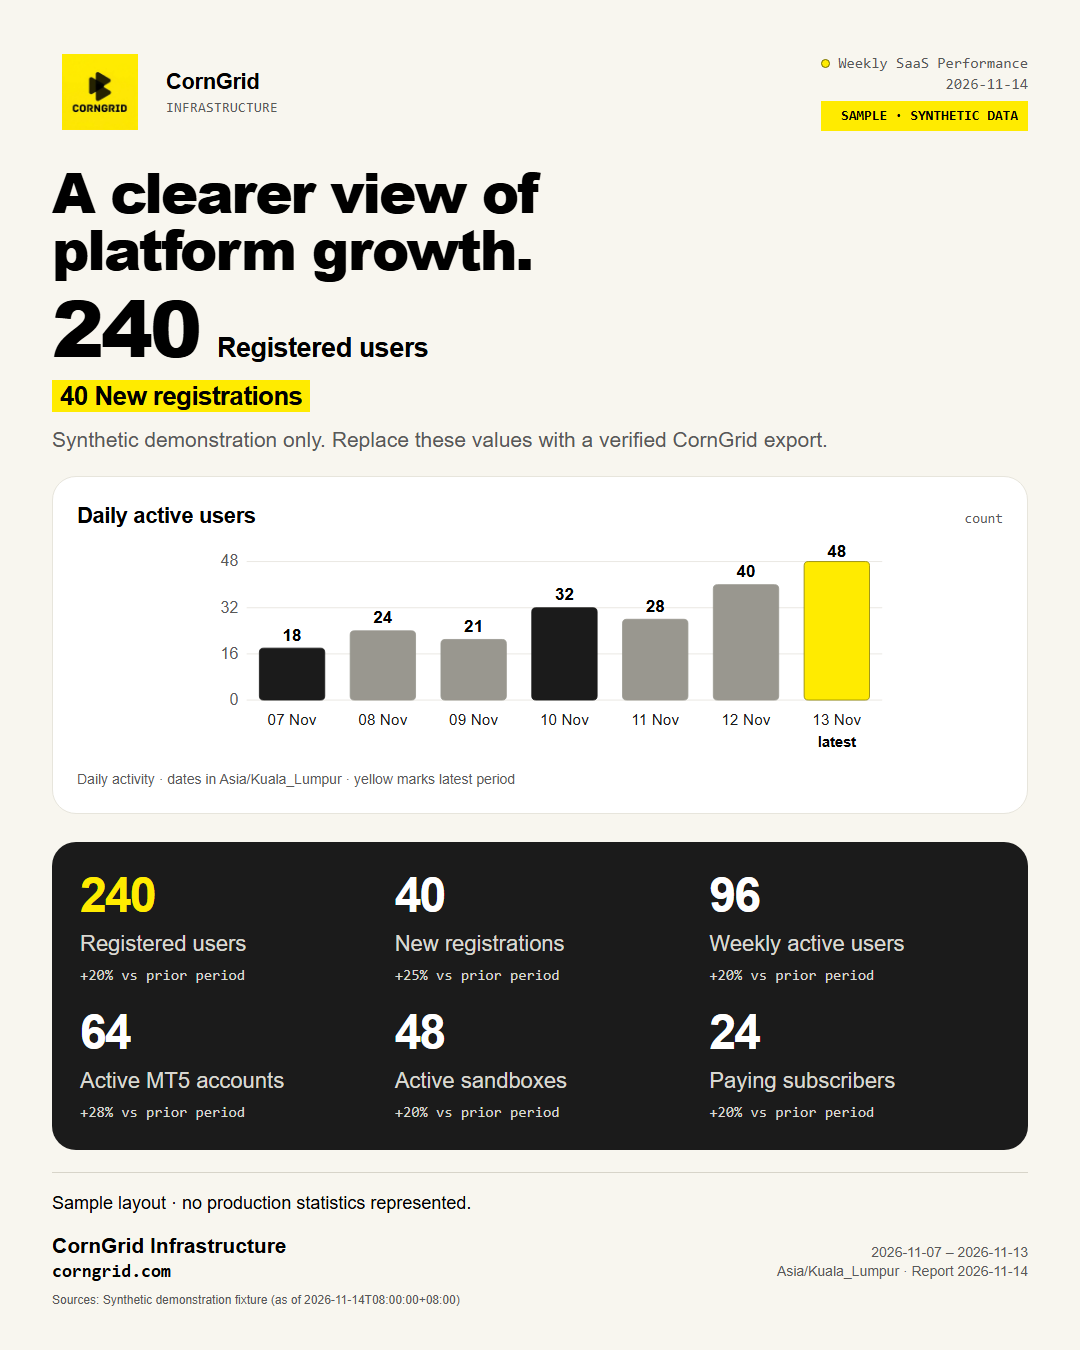 CORNGRID
CornGrid
INFRASTRUCTURE
Weekly SaaS Performance
2026-11-14
SAMPLE · SYNTHETIC DATA
A clearer view of
platform growth.
240 Registered users
40 New registrations
Synthetic demonstration only. Replace these values with a verified CornGrid export.
Daily active users
count
48
32
16
0
18
24
21
32
28
40
48
07 Nov
08 Nov
09 Nov
10 Nov
11 Nov
12 Nov
13 Nov
latest
Daily activity · dates in Asia/Kuala_Lumpur · yellow marks latest period
240
Registered users
+20% vs prior period
40
New registrations
+25% vs prior period
96
Weekly active users
+20% vs prior period
64
Active MT5 accounts
+28% vs prior period
48
Active sandboxes
+20% vs prior period
24
Paying subscribers
+20% vs prior period
Sample layout · no production statistics represented.
CornGrid Infrastructure
corngrid.com
2026-11-07 – 2026-11-13
Asia/Kuala_Lumpur · Report 2026-11-14
Sources: Synthetic demonstration fixture (as of 2026-11-14T08:00:00+08:00)